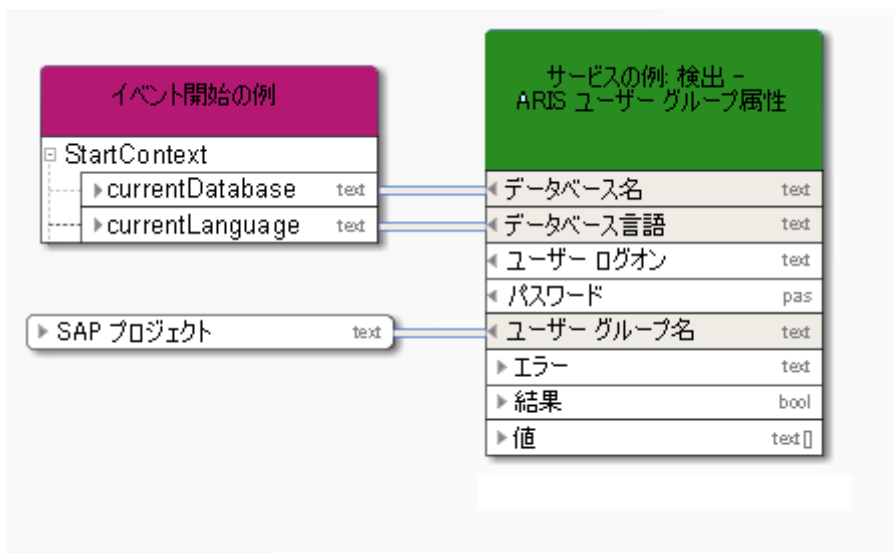 イベント開始の例
StartContext
currentDatabase text
currentLanguage text
SAP プロジェクト text
サービスの例: 検出 -
ARIS ユーザー グループ属性
データベース名 text
データベース言語 text
ユーザー ログオン text
パスワード pas
ユーザー グループ名 text
エラー text
結果 bool
値 text[]